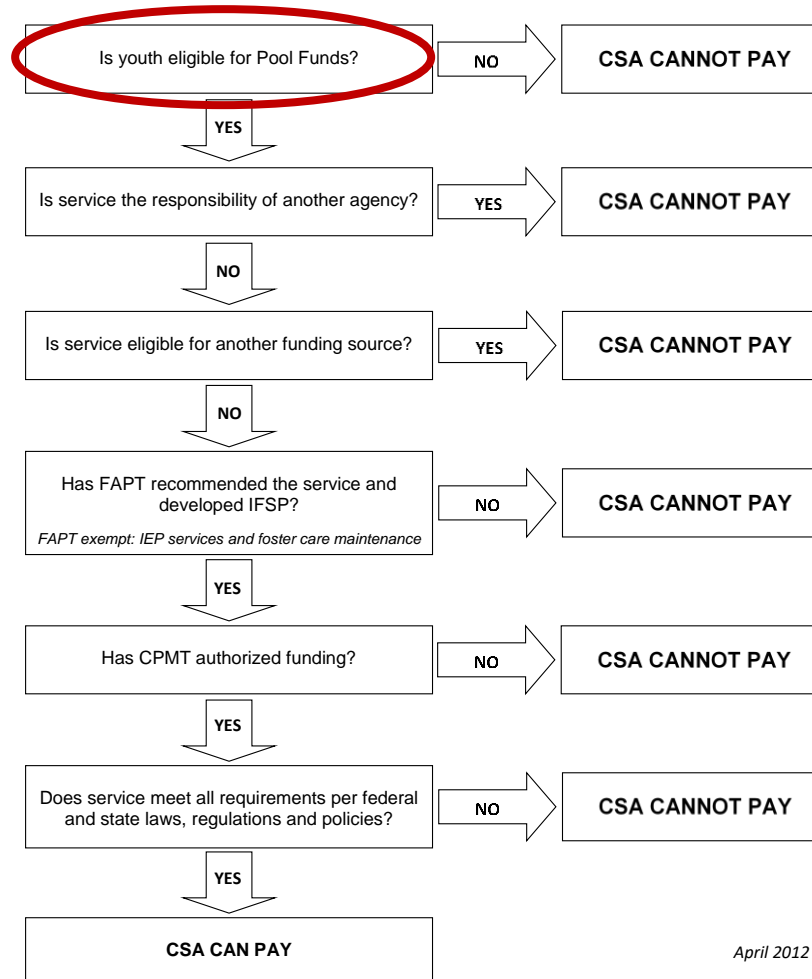 Is youth eligible for Pool Funds?
NO
CSA CANNOT PAY
YES
Is service the responsibility of another agency?
YES
CSA CANNOT PAY
NO
Is service eligible for another funding source?
YES
CSA CANNOT PAY
NO
Has FAPT recommended the service and
developed IFSP?
FAPT exempt: IEP services and foster care maintenance
NO
CSA CANNOT PAY
YES
Has CPMT authorized funding?
NO
CSA CANNOT PAY
YES
Does service meet all requirements per federal
and state laws, regulations and policies?
NO
CSA CANNOT PAY
YES
CSA CAN PAY
April 2012